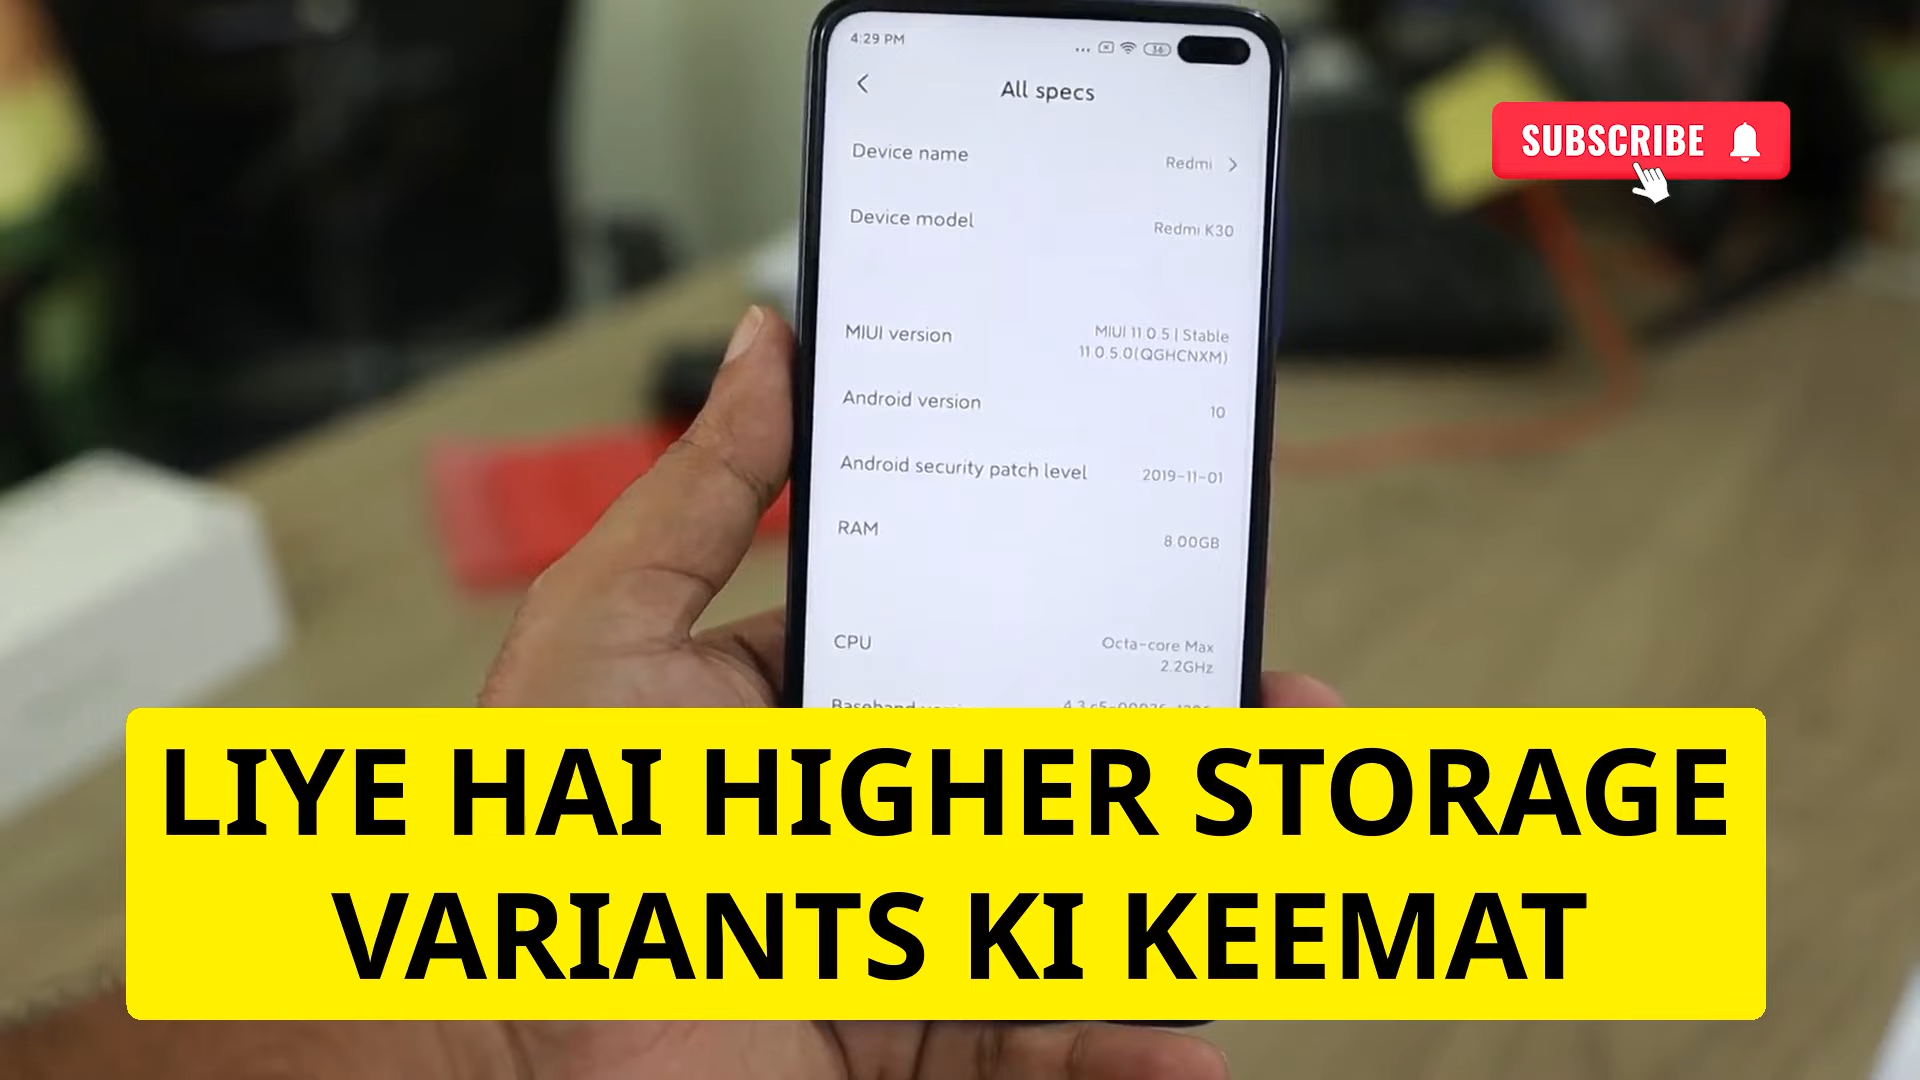 4:29 PM
36
All specs
Device name
Redmi
Device model
Redmi K30
MIUI version
MIUI 11.0.5 | Stable
11.0.5.0(QGHCNXM)
Android version
10
Android security patch level
2019-11-01
RAM
8.00GB
CPU
Octa-core Max
2.2GHz
SUBSCRIBE
LIYE HAI HIGHER STORAGE
VARIANTS KI KEEMAT